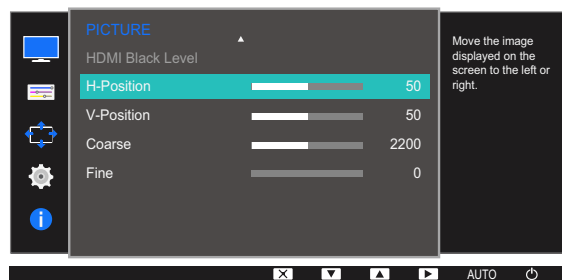 PICTURE
HDMI Black Level
H-Position 50
V-Position 50
Coarse 2200
Fine 0
Move the image
displayed on the
screen to the left or
right.
AUTO